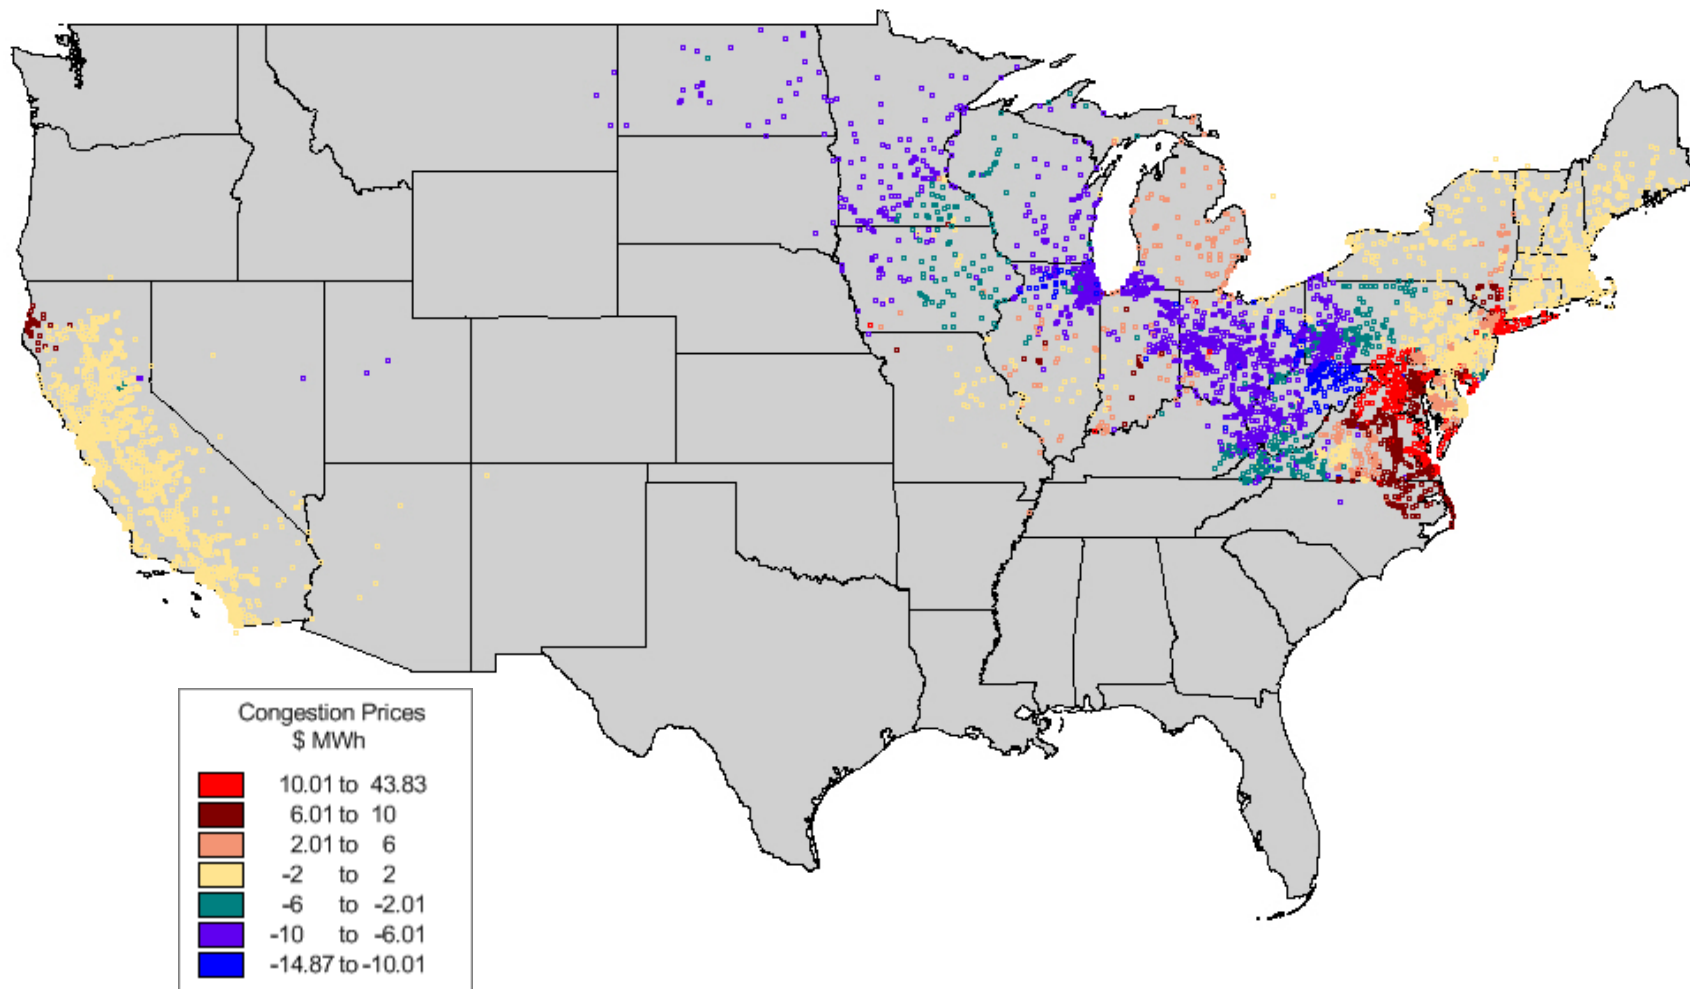 Congestion Prices
$ MWh
10.01 to 43.83
6.01 to 10
2.01 to 6
-2 to 2
-6 to -2.01
-10 to -6.01
-14.87 to -10.01